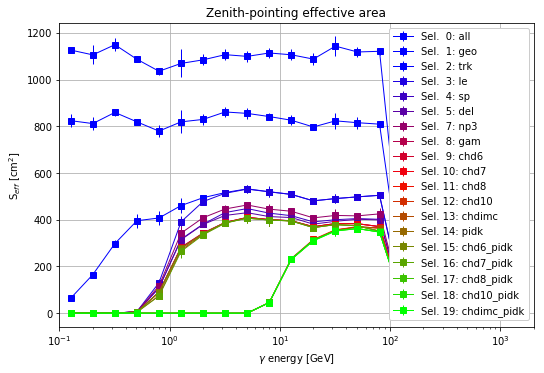 Zenith-pointing effective area
S_eff [cm²]
1200
1000
800
600
400
200
0
10⁻¹ 10⁰ 10¹ 10² 10³
γ energy [GeV]
Sel. 0: all
Sel. 1: geo
Sel. 2: trk
Sel. 3: le
Sel. 4: sp
Sel. 5: del
Sel. 7: np3
Sel. 8: gam
Sel. 9: chd6
Sel. 10: chd7
Sel. 11: chd8
Sel. 12: chd10
Sel. 13: chdimc
Sel. 14: pidk
Sel. 15: chd6_pidk
Sel. 16: chd7_pidk
Sel. 17: chd8_pidk
Sel. 18: chd10_pidk
Sel. 19: chdimc_pidk